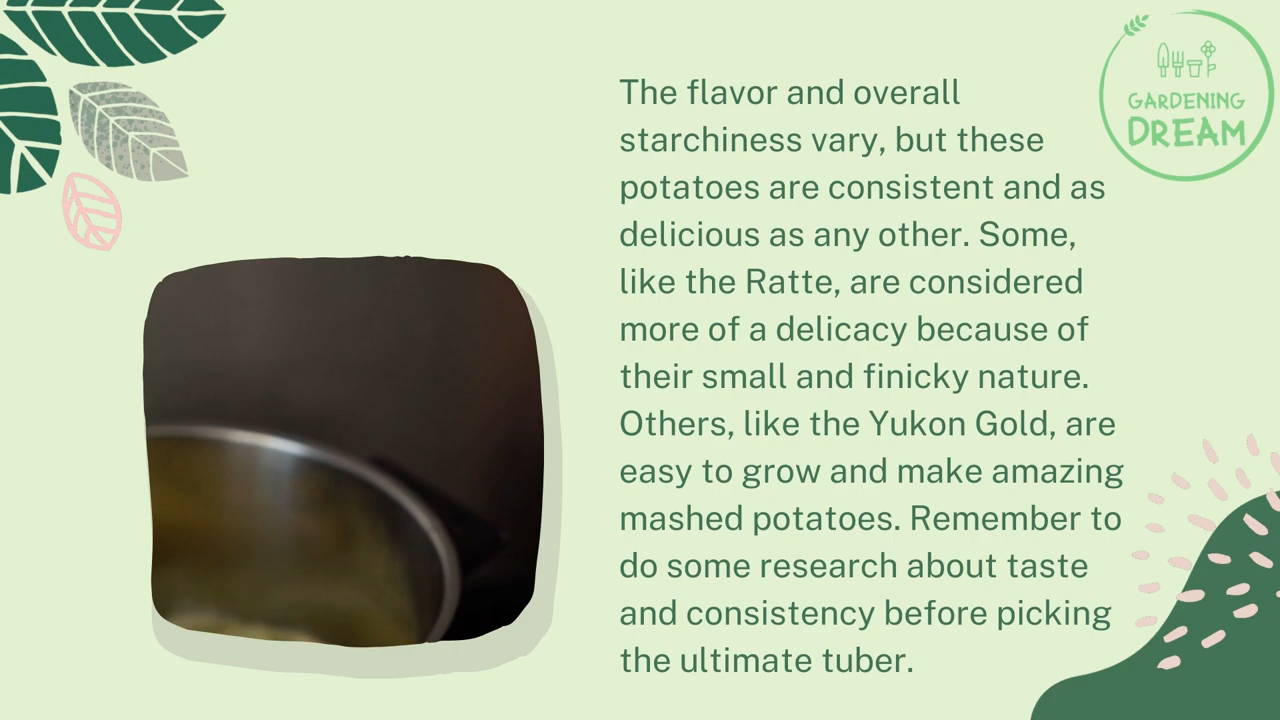 The flavor and overall
starchiness vary, but these
potatoes are consistent and as
delicious as any other. Some,
like the Ratte, are considered
more of a delicacy because of
their small and finicky nature.
Others, like the Yukon Gold, are
easy to grow and make amazing
mashed potatoes. Remember to
do some research about taste
and consistency before picking
the ultimate tuber.
GARDENING
DREAM